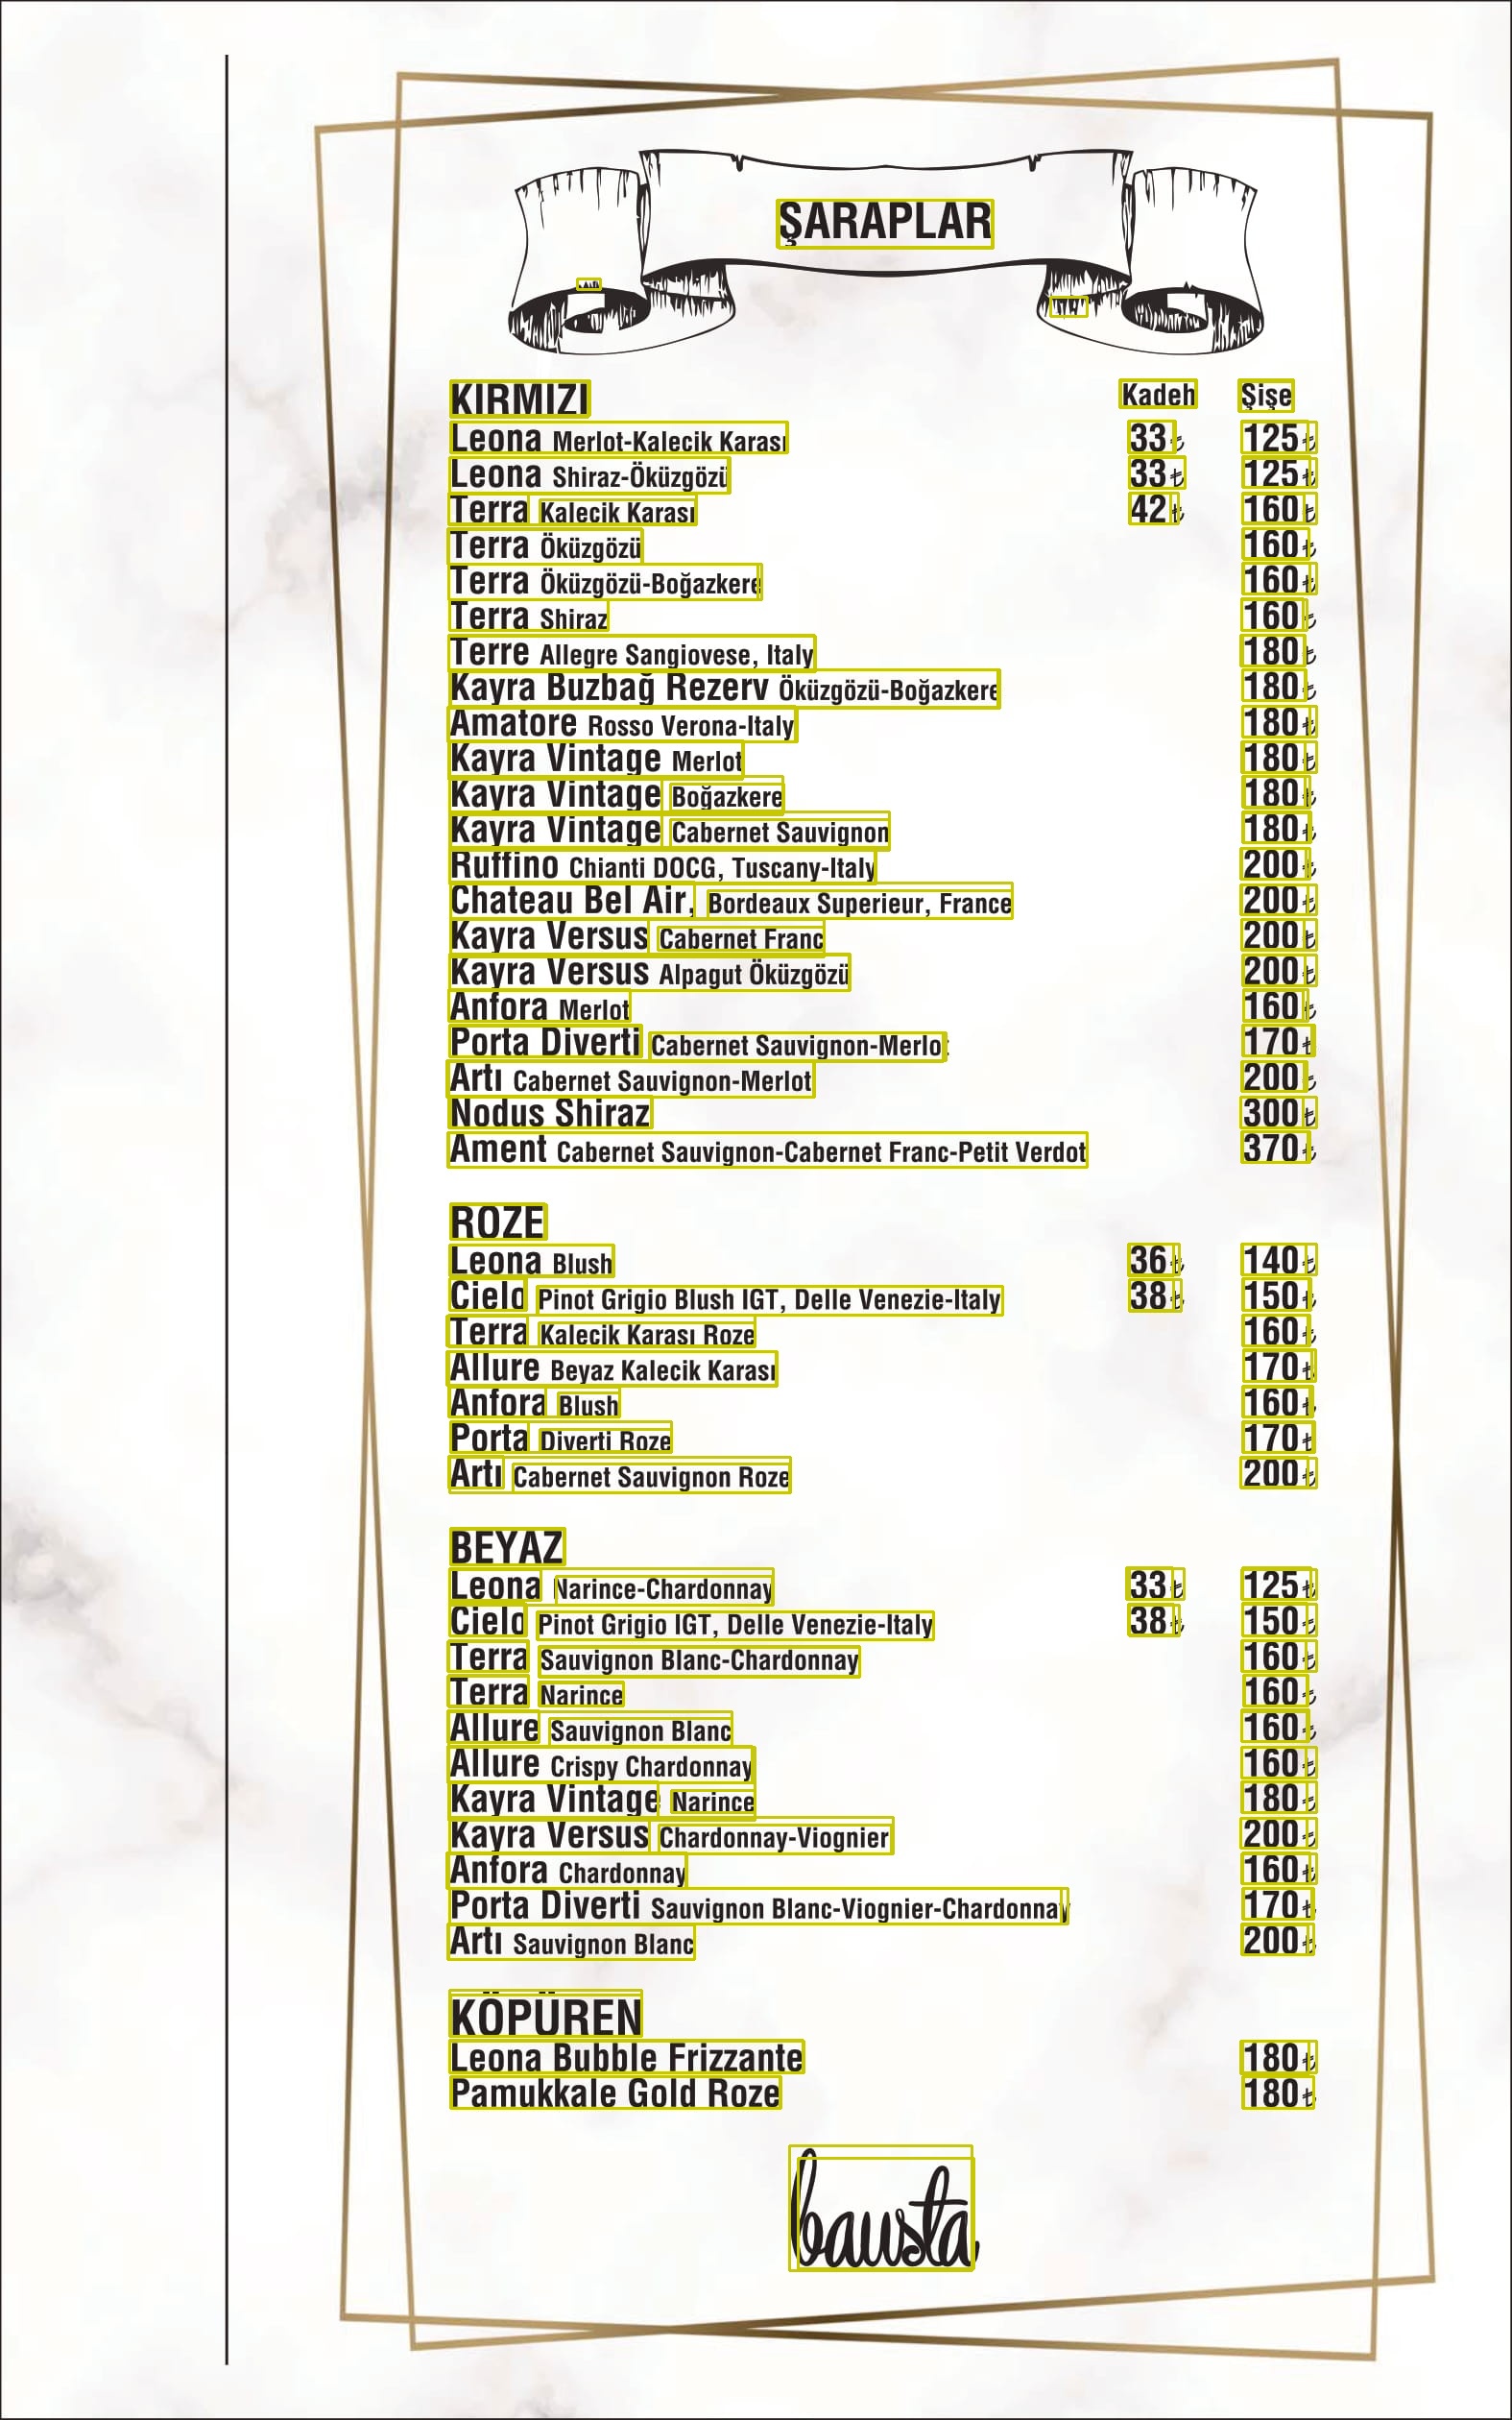 ŞARAPLAR
KIRMIZI Kadeh Şişe
Leona Merlot-Kalecik Karası 33₺ 125₺
Leona Shiraz-Öküzgözü 33₺ 125₺
Terra Kalecik Karası 42₺ 160₺
Terra Öküzgözü 160₺
Terra Öküzgözü-Boğazkere 160₺
Terra Shiraz 160₺
Terre Allegre Sangiovese, Italy 180₺
Kayra Buzbağ Rezerv Öküzgözü-Boğazkere 180₺
Amatore Rosso Verona-Italy 180₺
Kayra Vintage Merlot 180₺
Kayra Vintage Boğazkere 180₺
Kayra Vintage Cabernet Sauvignon 180₺
Ruffino Chianti DOCG, Tuscany-Italy 200₺
Chateau Bel Air, Bordeaux Superieur, France 200₺
Kayra Versus Cabernet Franc 200₺
Kayra Versus Alpagut Öküzgözü 200₺
Anfora Merlot 160₺
Porta Diverti Cabernet Sauvignon-Merlot 170₺
Artı Cabernet Sauvignon-Merlot 200₺
Nodus Shiraz 300₺
Ament Cabernet Sauvignon-Cabernet Franc-Petit Verdot 370₺
ROZE
Leona Blush 36₺ 140₺
Cielo Pinot Grigio Blush IGT, Delle Venezie-Italy 38₺ 150₺
Terra Kalecik Karası Roze 160₺
Allure Beyaz Kalecik Karası 170₺
Anfora Blush 160₺
Porta Diverti Roze 170₺
Artı Cabernet Sauvignon Roze 200₺
BEYAZ
Leona Narince-Chardonnay 33₺ 125₺
Cielo Pinot Grigio IGT, Delle Venezie-Italy 38₺ 150₺
Terra Sauvignon Blanc-Chardonnay 160₺
Terra Narince 160₺
Allure Sauvignon Blanc 160₺
Allure Crispy Chardonnay 160₺
Kayra Vintage Narince 180₺
Kayra Versus Chardonnay-Viognier 200₺
Anfora Chardonnay 160₺
Porta Diverti Sauvignon Blanc-Viognier-Chardonnay 170₺
Artı Sauvignon Blanc 200₺
KÖPÜREN
Leona Bubble Frizzante 180₺
Pamukkale Gold Roze 180₺
bausta